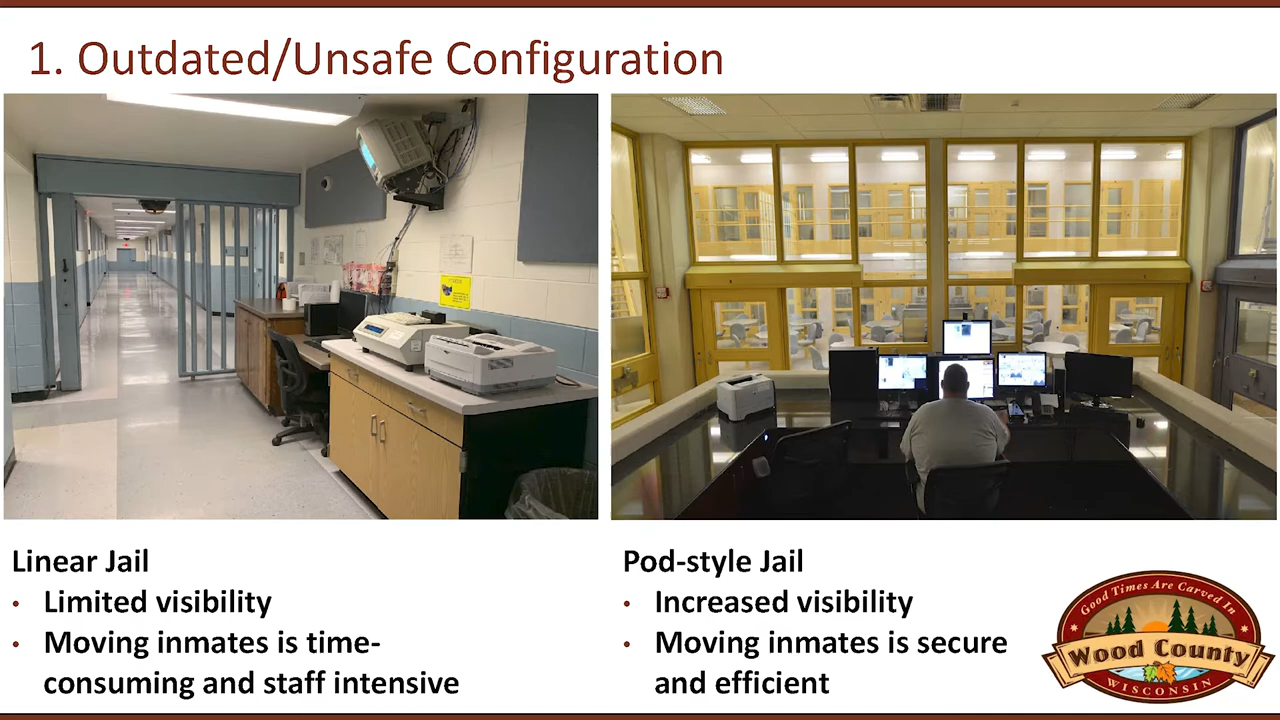 1. Outdated/Unsafe Configuration
Linear Jail
• Limited visibility
• Moving inmates is time-
consuming and staff intensive
Pod-style Jail
• Increased visibility
• Moving inmates is secure
and efficient
Good Times Are Carved In
Wood County
WISCONSIN